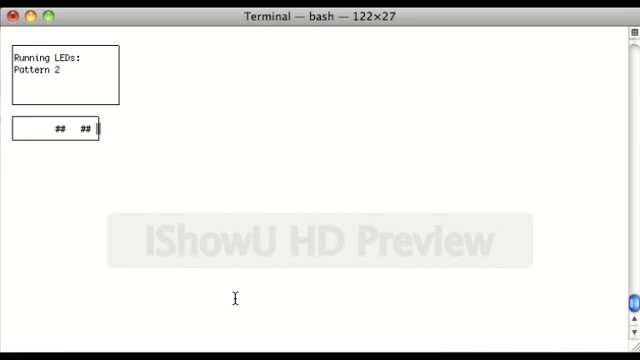 Terminal — bash — 122×27
Running LEDs:
Pattern 2
## ##
iShowU HD Preview